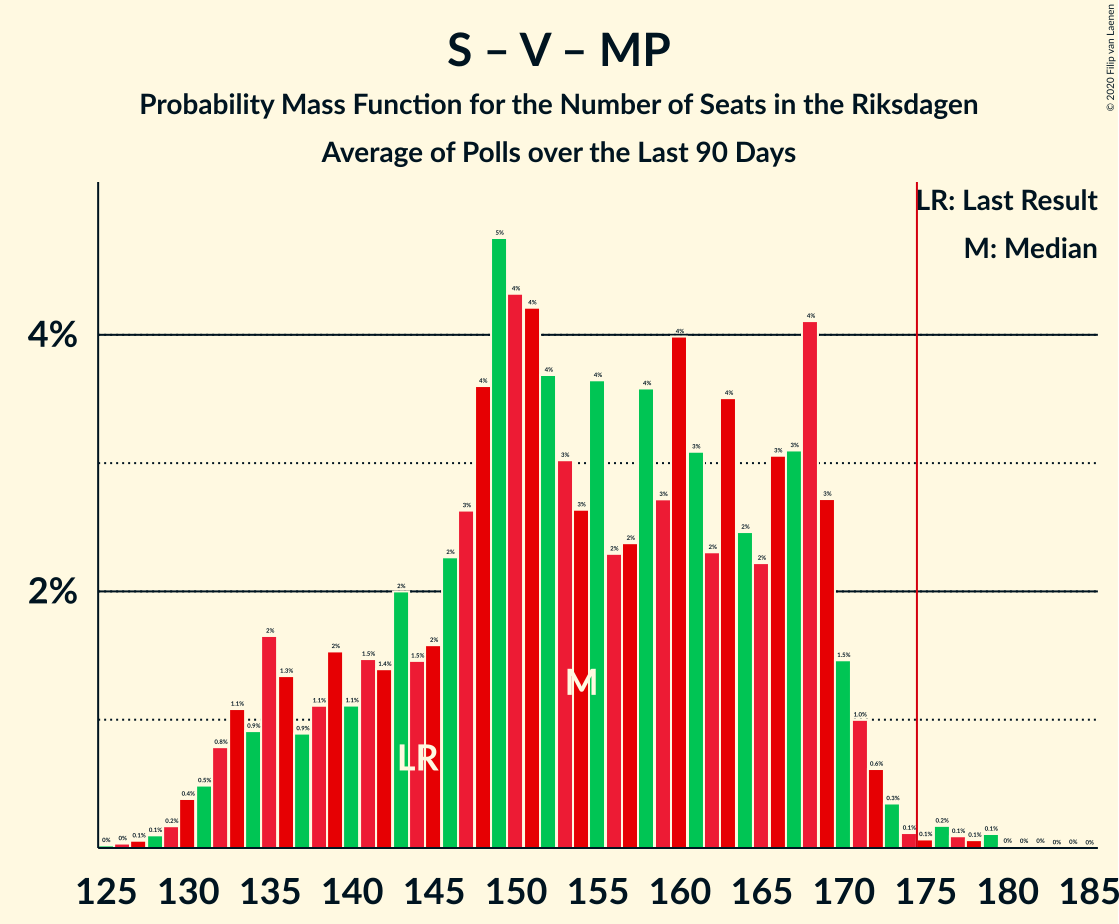 S – V – MP
Probability Mass Function for the Number of Seats in the Riksdagen
Average of Polls over the Last 90 Days
© 2020 Filip van Laenen
LR: Last Result
M: Median
4%
2%
0% 0% 0.1% 0.1% 0.2% 0.4% 0.5% 0.8% 1.1% 0.9% 2% 1.3% 0.9% 1.1% 2% 1.1% 1.5% 1.4% 2% 1.5% 2% 2% 3% 4% 5% 4% 4% 4% 3% 3% 4% 2% 2% 4% 3% 4% 3% 2% 4% 2% 2% 3% 3% 4% 3% 1.5% 1.0% 0.6% 0.3% 0.1% 0.1% 0.2% 0.1% 0.1% 0.1% 0% 0% 0% 0% 0% 0%
M
LR
125 130 135 140 145 150 155 160 165 170 175 180 185